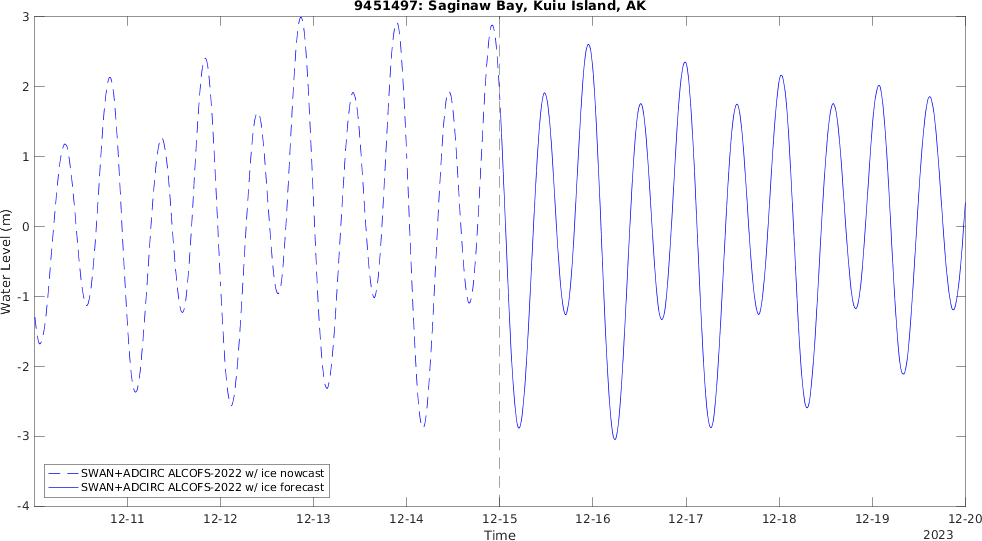 9451497: Saginaw Bay, Kuiu Island, AK
3
2
1
0
-1
-2
-3
-4
Water Level (m)
SWAN+ADCIRC ALCOFS-2022 w/ ice nowcast
SWAN+ADCIRC ALCOFS-2022 w/ ice forecast
12-11 12-12 12-13 12-14 12-15 12-16 12-17 12-18 12-19 12-20
Time
2023